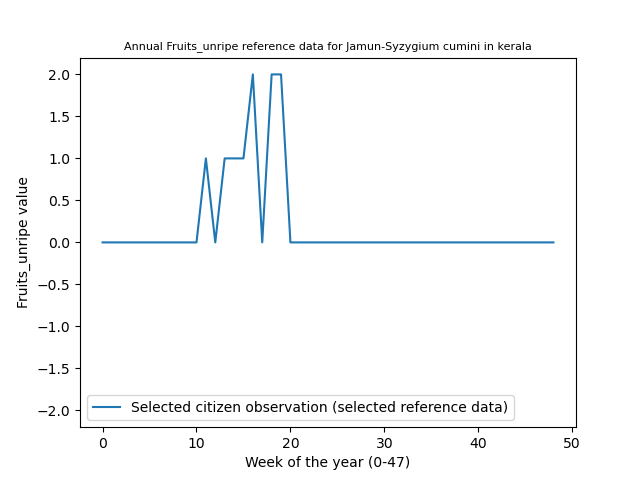 Annual Fruits_unripe reference data for Jamun-Syzygium cumini in kerala
2.0
1.5
1.0
0.5
0.0
−0.5
−1.0
−1.5
−2.0
Fruits_unripe value
Selected citizen observation (selected reference data)
0 10 20 30 40 50
Week of the year (0-47)